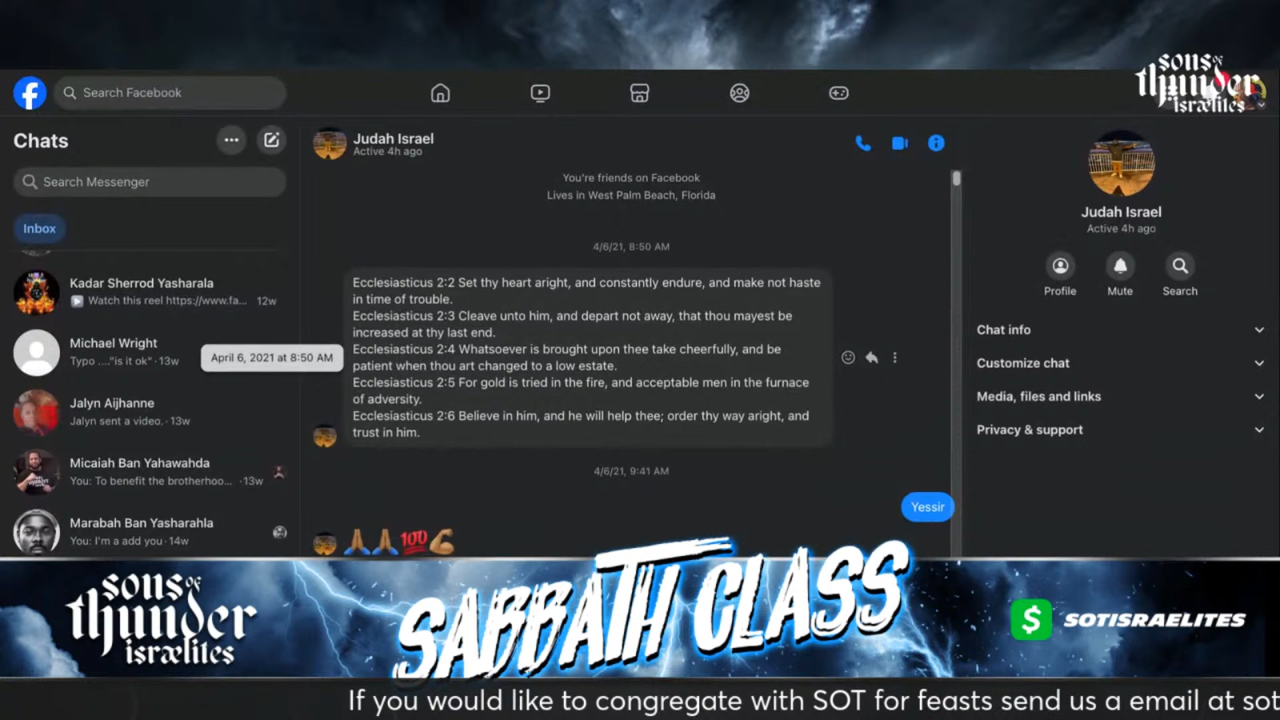 sons of
thunder
israelites
Search Facebook
Chats
Search Messenger
Inbox
Kadar Sherrod Yasharala
Watch this reel https://www.fa... 12w
Michael Wright
Typo ...."is it ok" · 13w
Jalyn Aijhanne
Jalyn sent a video. · 13w
Micaiah Ban Yahawahda
You: To benefit the brotherhoo... · 13w
Marabah Ban Yasharahla
You: I'm a add you · 14w
Judah Israel
Active 4h ago
You're friends on Facebook
Lives in West Palm Beach, Florida
4/6/21, 8:50 AM
April 6, 2021 at 8:50 AM
Ecclesiasticus 2:2 Set thy heart aright, and constantly endure, and make not haste
in time of trouble.
Ecclesiasticus 2:3 Cleave unto him, and depart not away, that thou mayest be
increased at thy last end.
Ecclesiasticus 2:4 Whatsoever is brought upon thee take cheerfully, and be
patient when thou art changed to a low estate.
Ecclesiasticus 2:5 For gold is tried in the fire, and acceptable men in the furnace
of adversity.
Ecclesiasticus 2:6 Believe in him, and he will help thee; order thy way aright, and
trust in him.
4/6/21, 9:41 AM
Yessir
🙏🏽🙏🏽💯💪🏽
Judah Israel
Active 4h ago
Profile
Mute
Search
Chat info
Customize chat
Media, files and links
Privacy & support
sons of
thunder
israelites
SABBATH CLASS
$ SOTISRAELITES
If you would like to congregate with SOT for feasts send us a email at sot